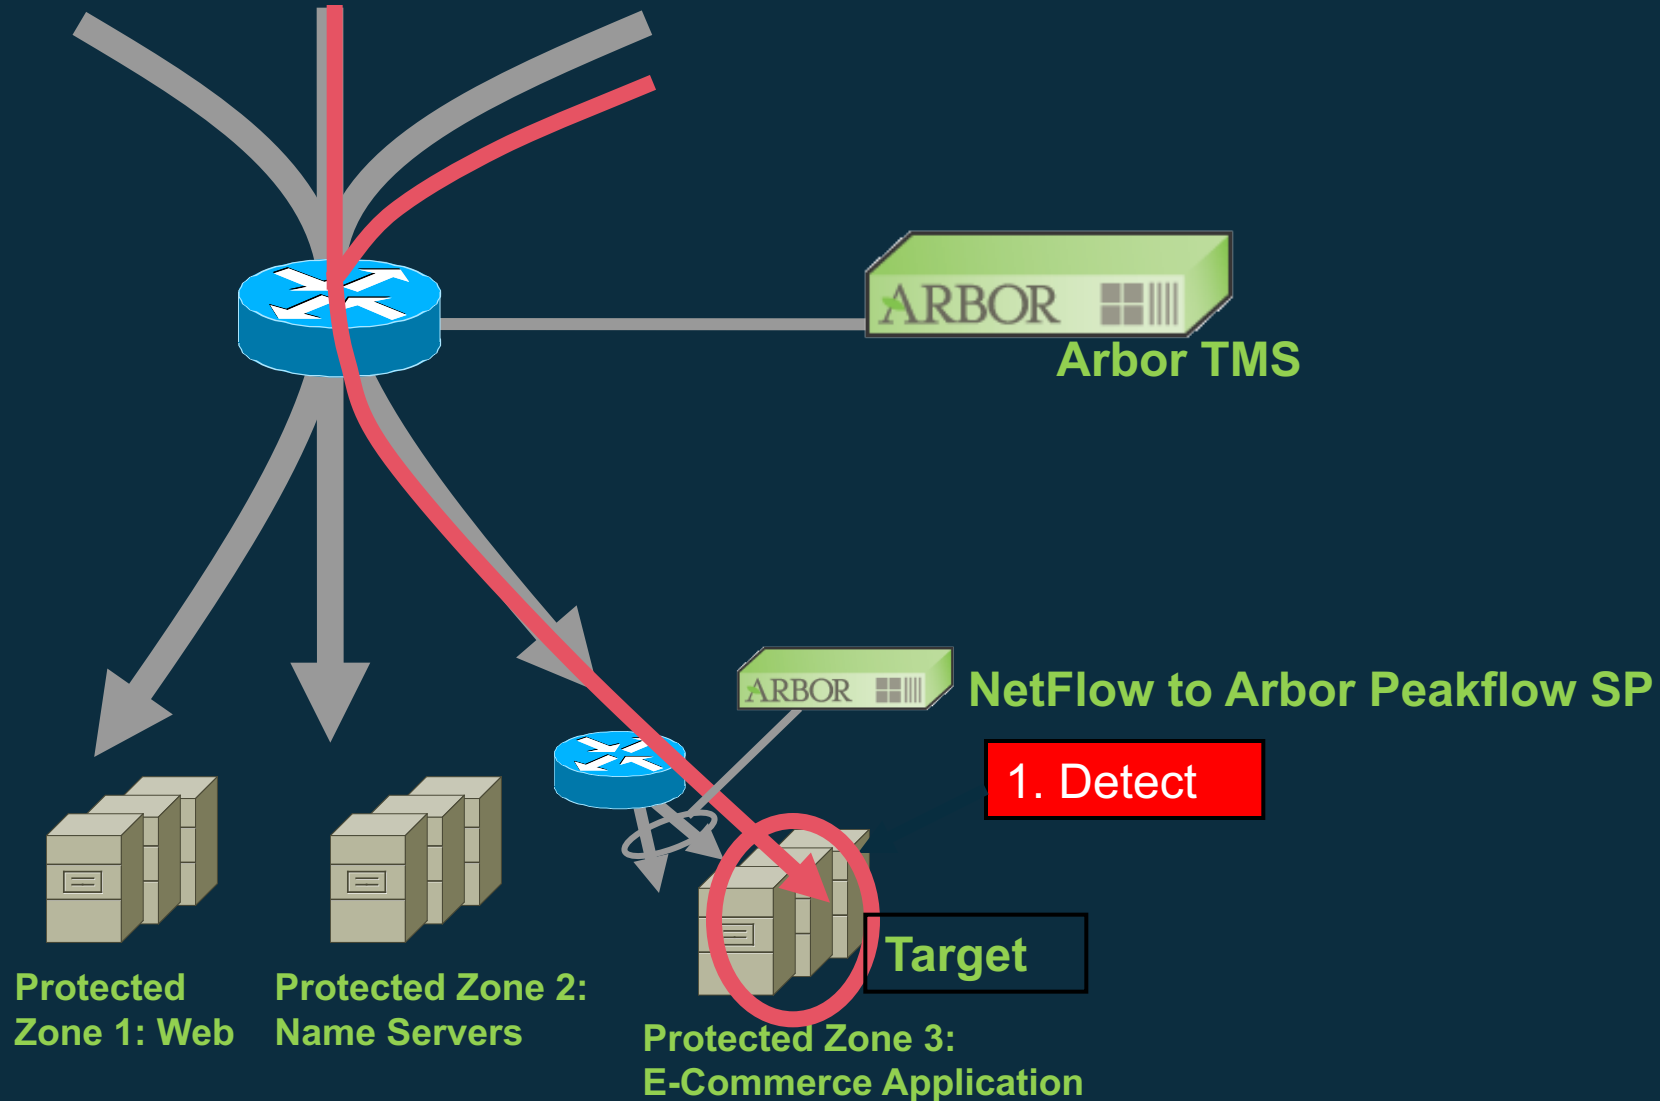 ARBOR
Arbor TMS
ARBOR
NetFlow to Arbor Peakflow SP
1. Detect
Target
Protected
Zone 1: Web
Protected Zone 2:
Name Servers
Protected Zone 3:
E-Commerce Application